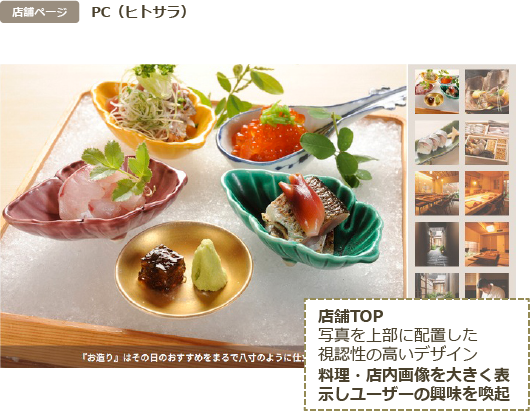 店舗ページ PC（ヒトサラ）
『お造り』はその日のおすすめをまるで八寸のように仕
店舗TOP
写真を上部に配置した
視認性の高いデザイン
料理・店内画像を大きく表
示しユーザーの興味を喚起